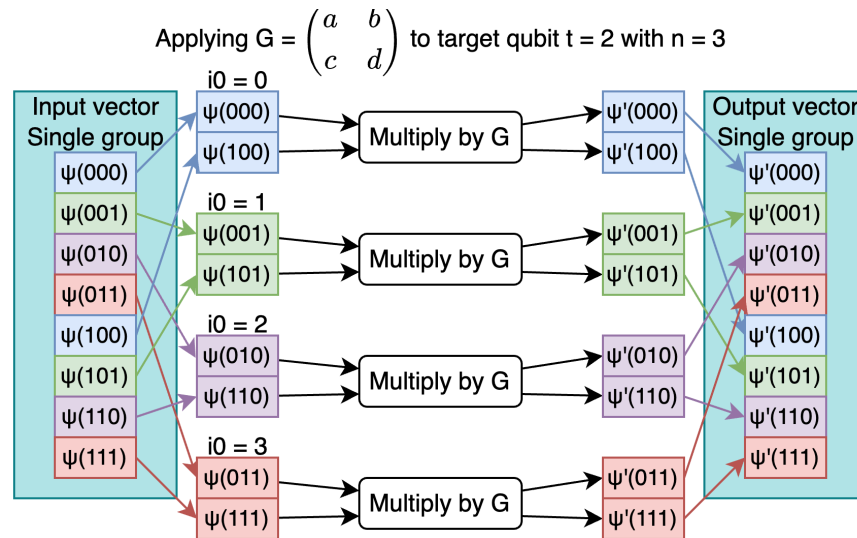 Applying G = (a b
c d) to target qubit t = 2 with n = 3
Input vector
Single group
ψ(000)
ψ(001)
ψ(010)
ψ(011)
ψ(100)
ψ(101)
ψ(110)
ψ(111)
i0 = 0
ψ(000)
ψ(100)
Multiply by G
ψ'(000)
ψ'(100)
i0 = 1
ψ(001)
ψ(101)
Multiply by G
ψ'(001)
ψ'(101)
i0 = 2
ψ(010)
ψ(110)
Multiply by G
ψ'(010)
ψ'(110)
i0 = 3
ψ(011)
ψ(111)
Multiply by G
ψ'(011)
ψ'(111)
Output vector
Single group
ψ'(000)
ψ'(001)
ψ'(010)
ψ'(011)
ψ'(100)
ψ'(101)
ψ'(110)
ψ'(111)